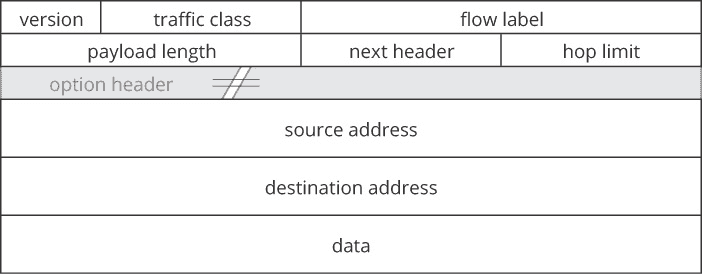 version traffic class flow label
payload length next header hop limit
option header
source address
destination address
data